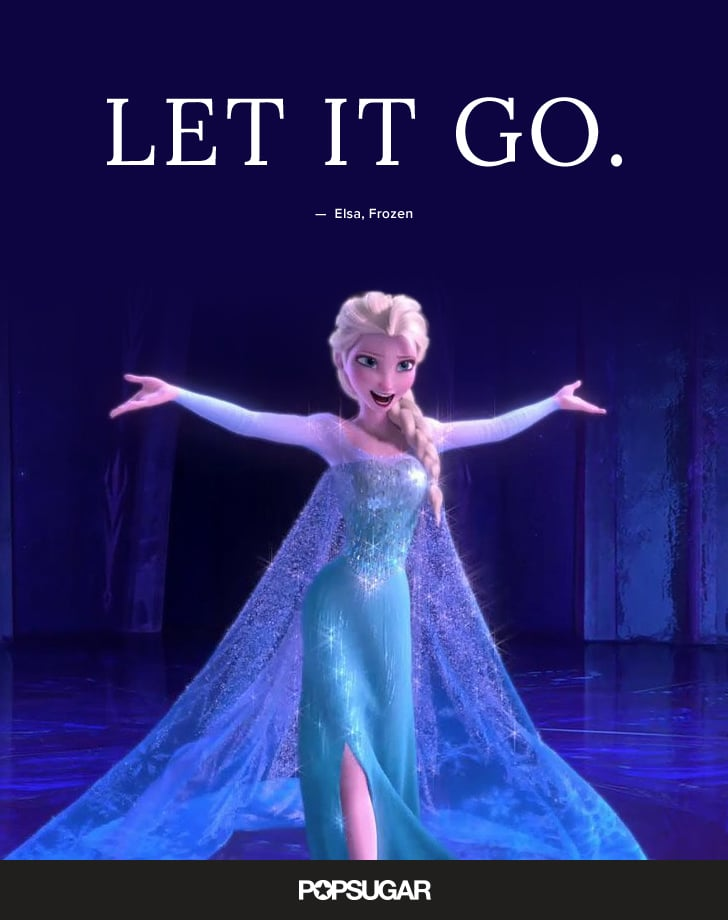 LET IT GO.
— Elsa, Frozen
POPSUGAR